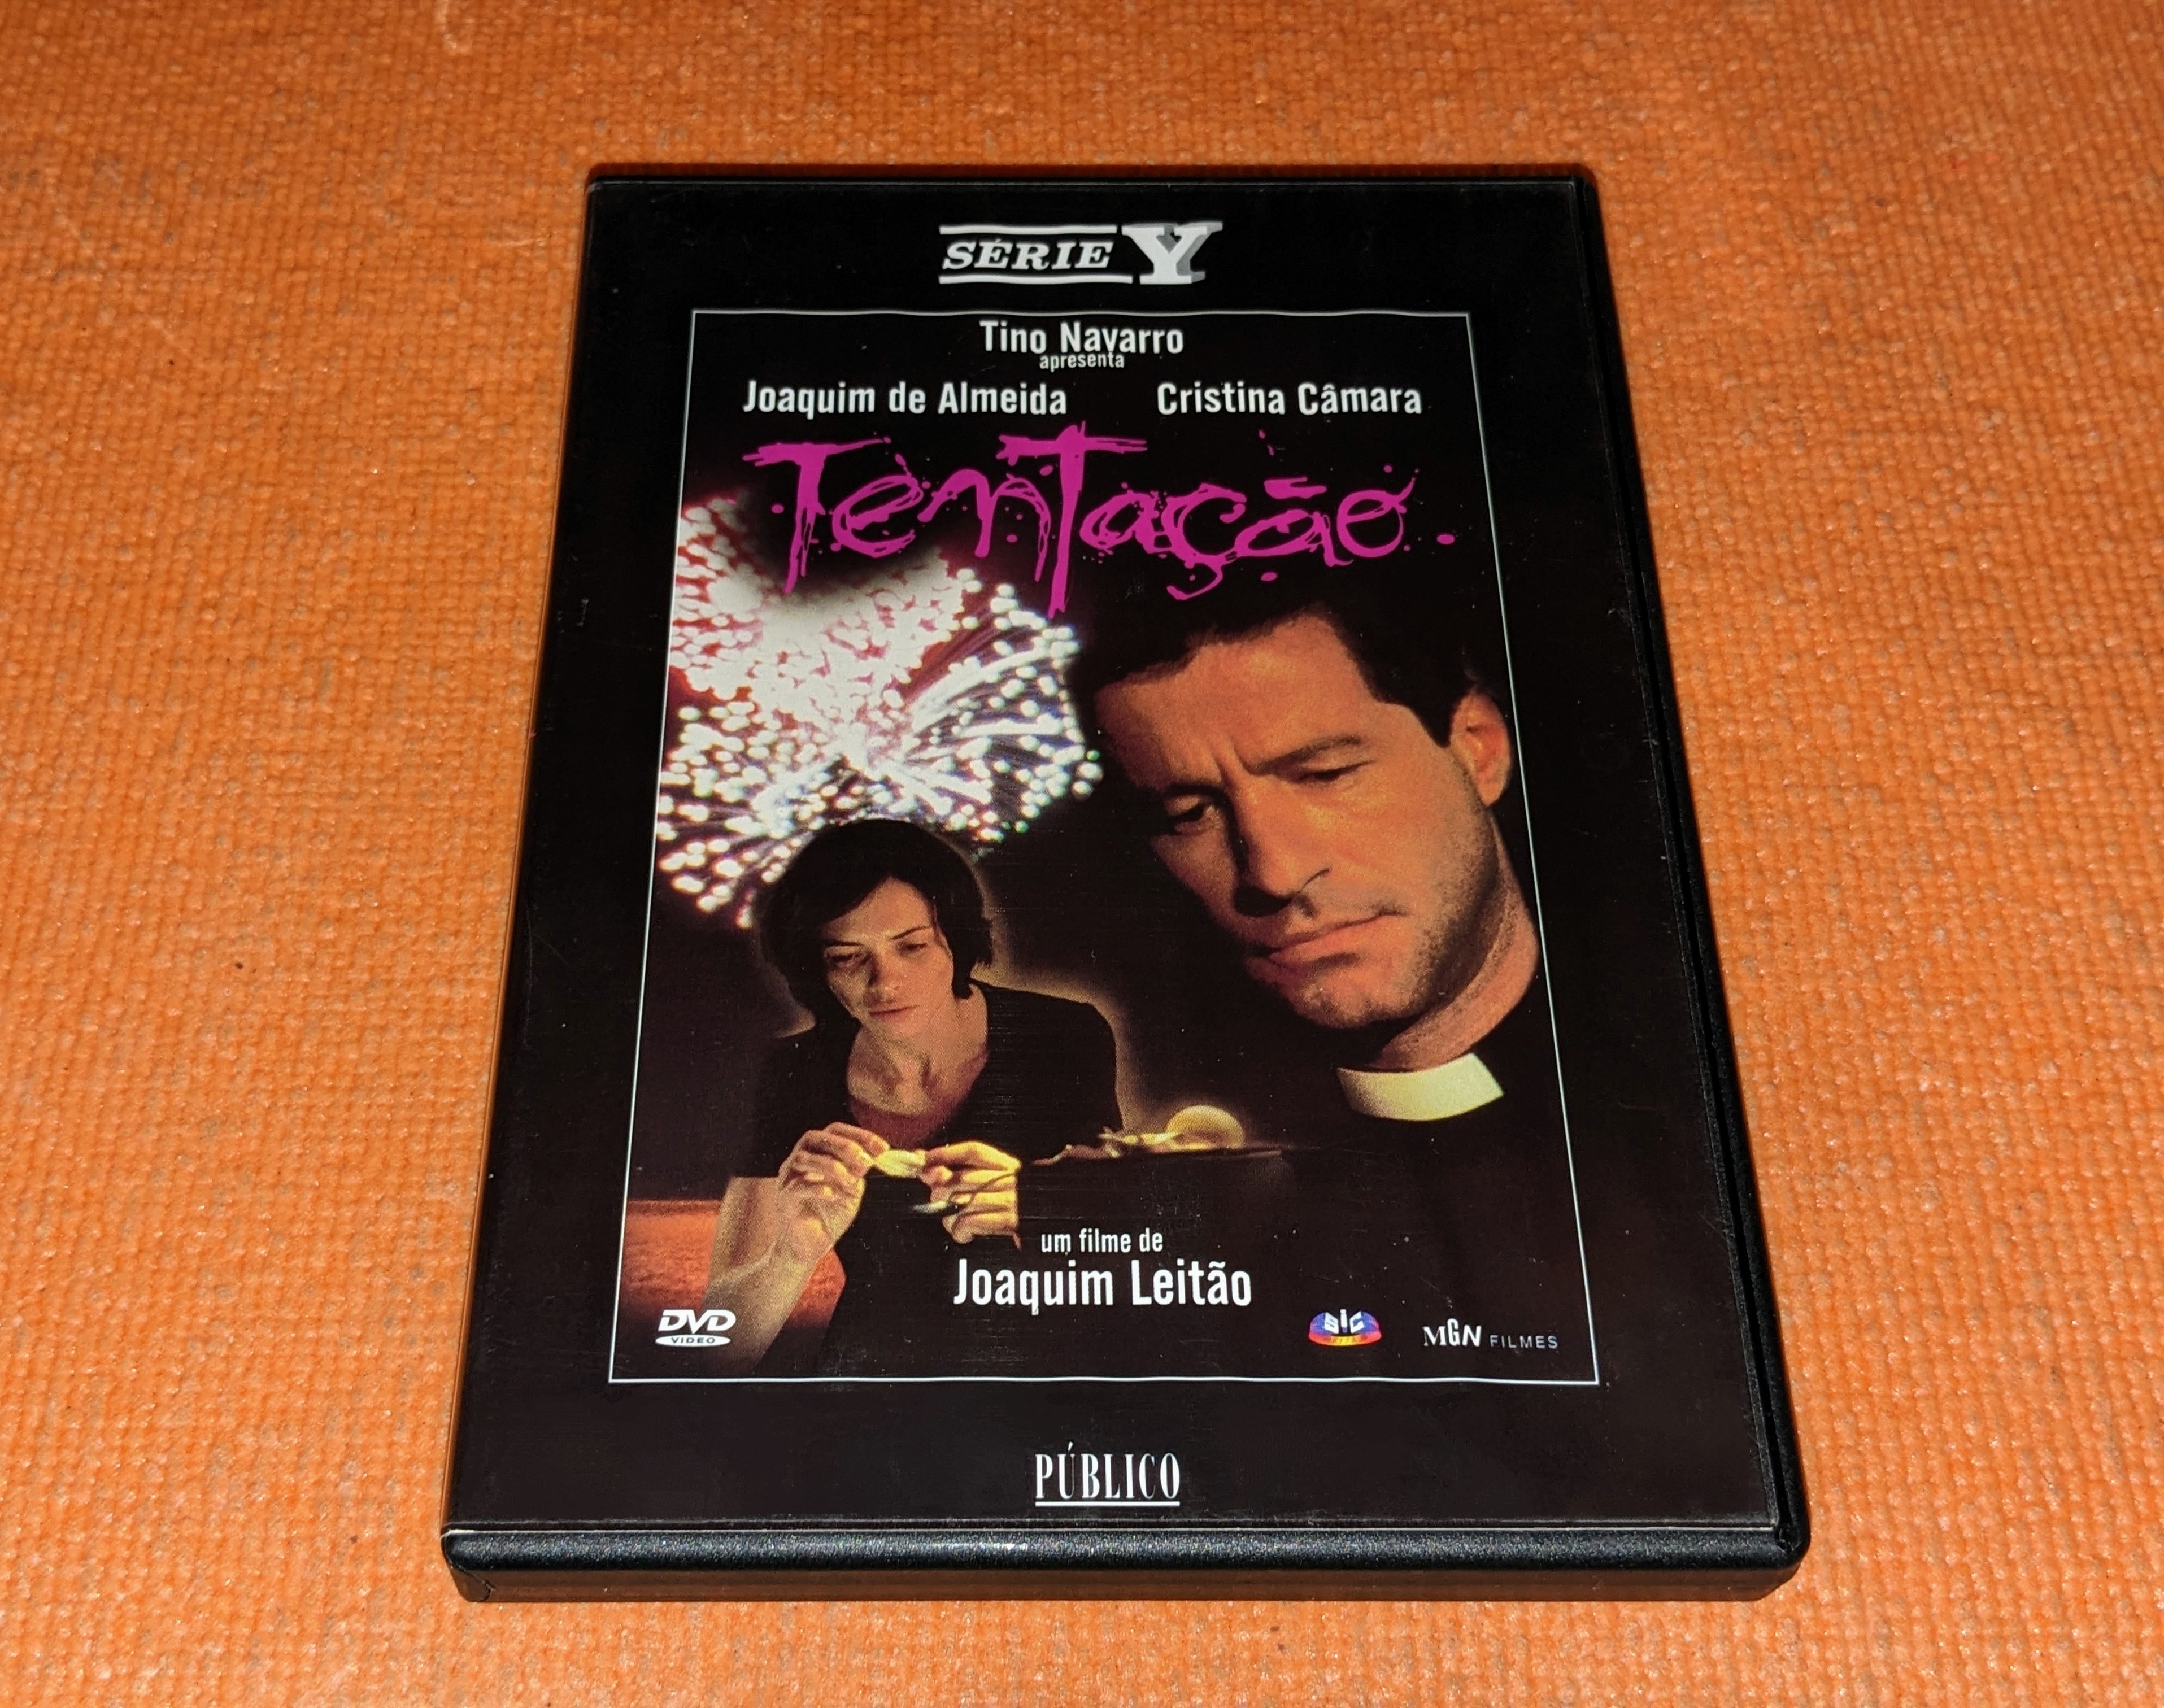 SÉRIE Y
Tino Navarro
apresenta
Joaquim de Almeida Cristina Câmara
Tentação
um filme de
Joaquim Leitão
DVD
VIDEO
SIC
MGN FILMES
PÚBLICO